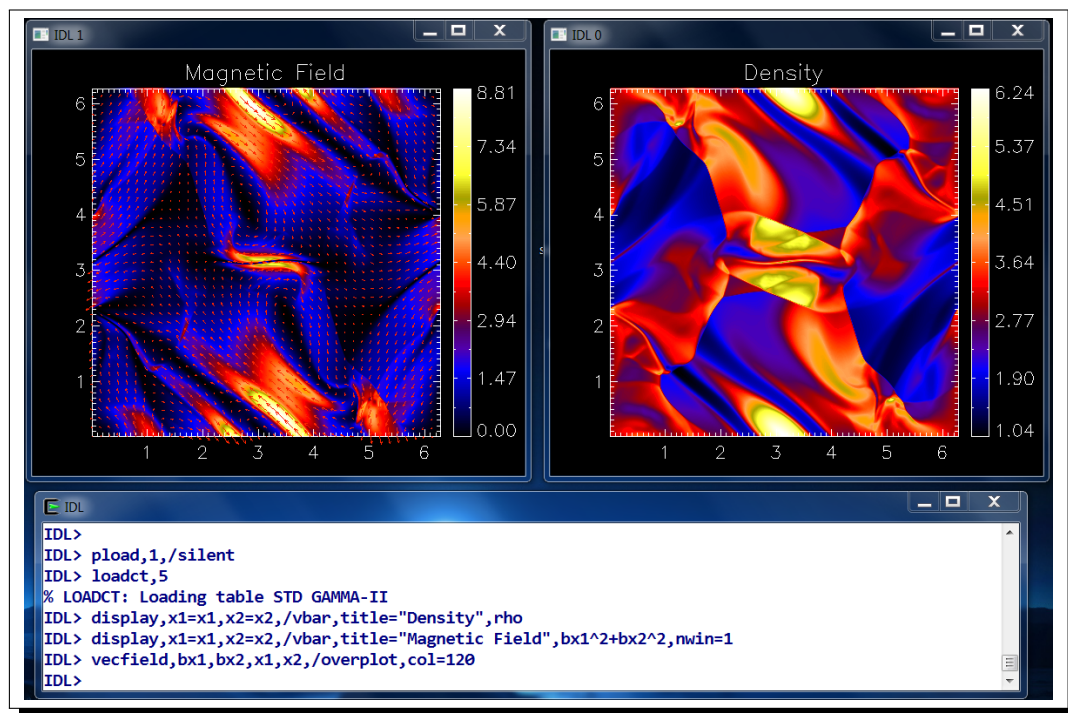 IDL 1
Magnetic Field
6
5
4
3
2
1
1 2 3 4 5 6
8.81
7.34
5.87
4.40
2.94
1.47
0.00
IDL 0
Density
6
5
4
3
2
1
1 2 3 4 5 6
6.24
5.37
4.51
3.64
2.77
1.90
1.04
s
IDL
IDL>
IDL> pload,1,/silent
IDL> loadct,5
% LOADCT: Loading table STD GAMMA-II
IDL> display,x1=x1,x2=x2,/vbar,title="Density",rho
IDL> display,x1=x1,x2=x2,/vbar,title="Magnetic Field",bx1^2+bx2^2,nwin=1
IDL> vecfield,bx1,bx2,x1,x2,/overplot,col=120
IDL>